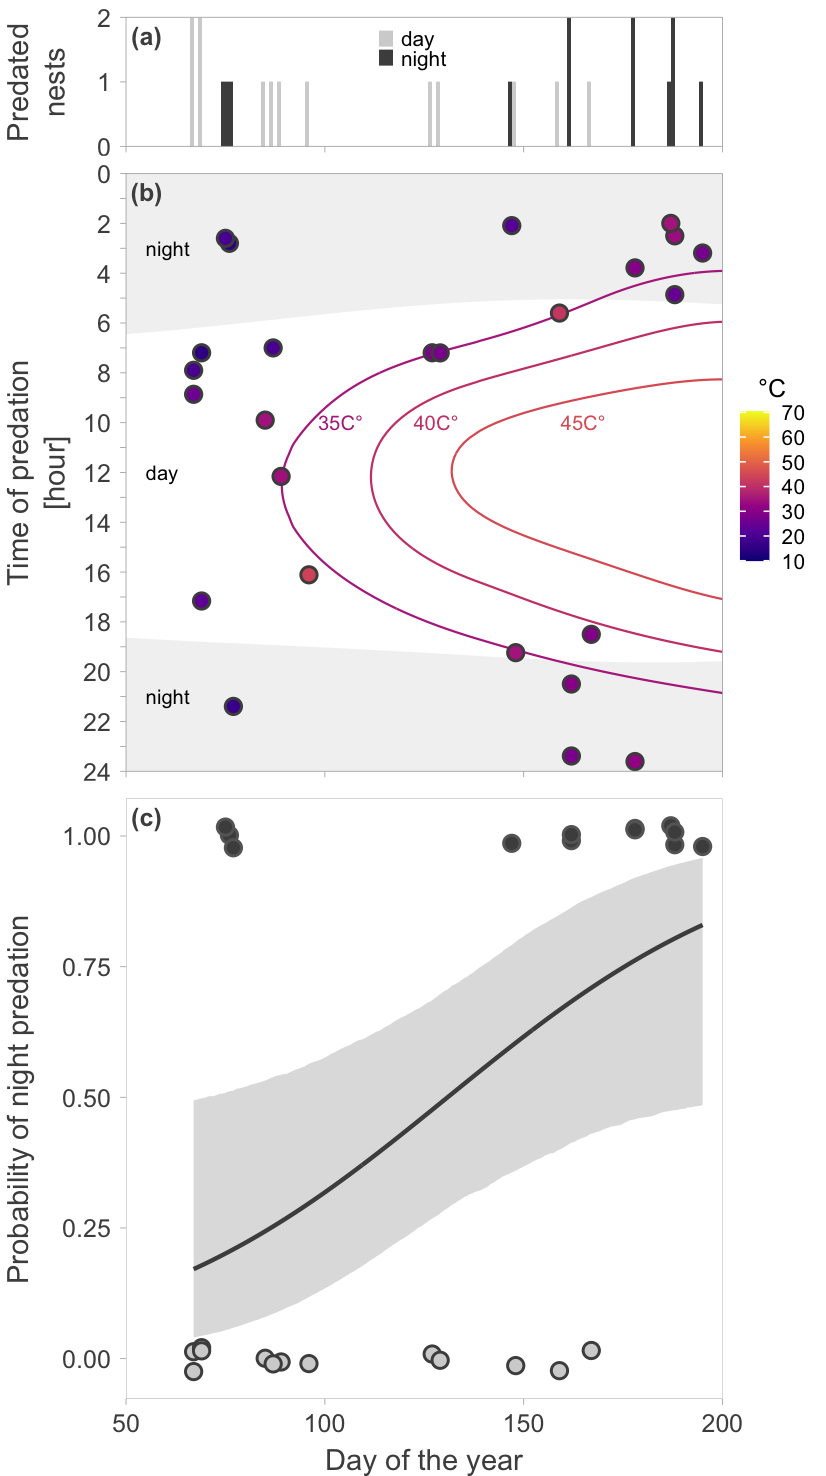 Predated
nests
2
1
0
(a)
day
night
Time of predation
[hour]
0
2
4
6
8
10
12
14
16
18
20
22
24
(b)
night
day
night
35C°
40C°
45C°
°C
70
60
50
40
30
20
10
Probability of night predation
1.00
0.75
0.50
0.25
0.00
(c)
50
100
150
200
Day of the year